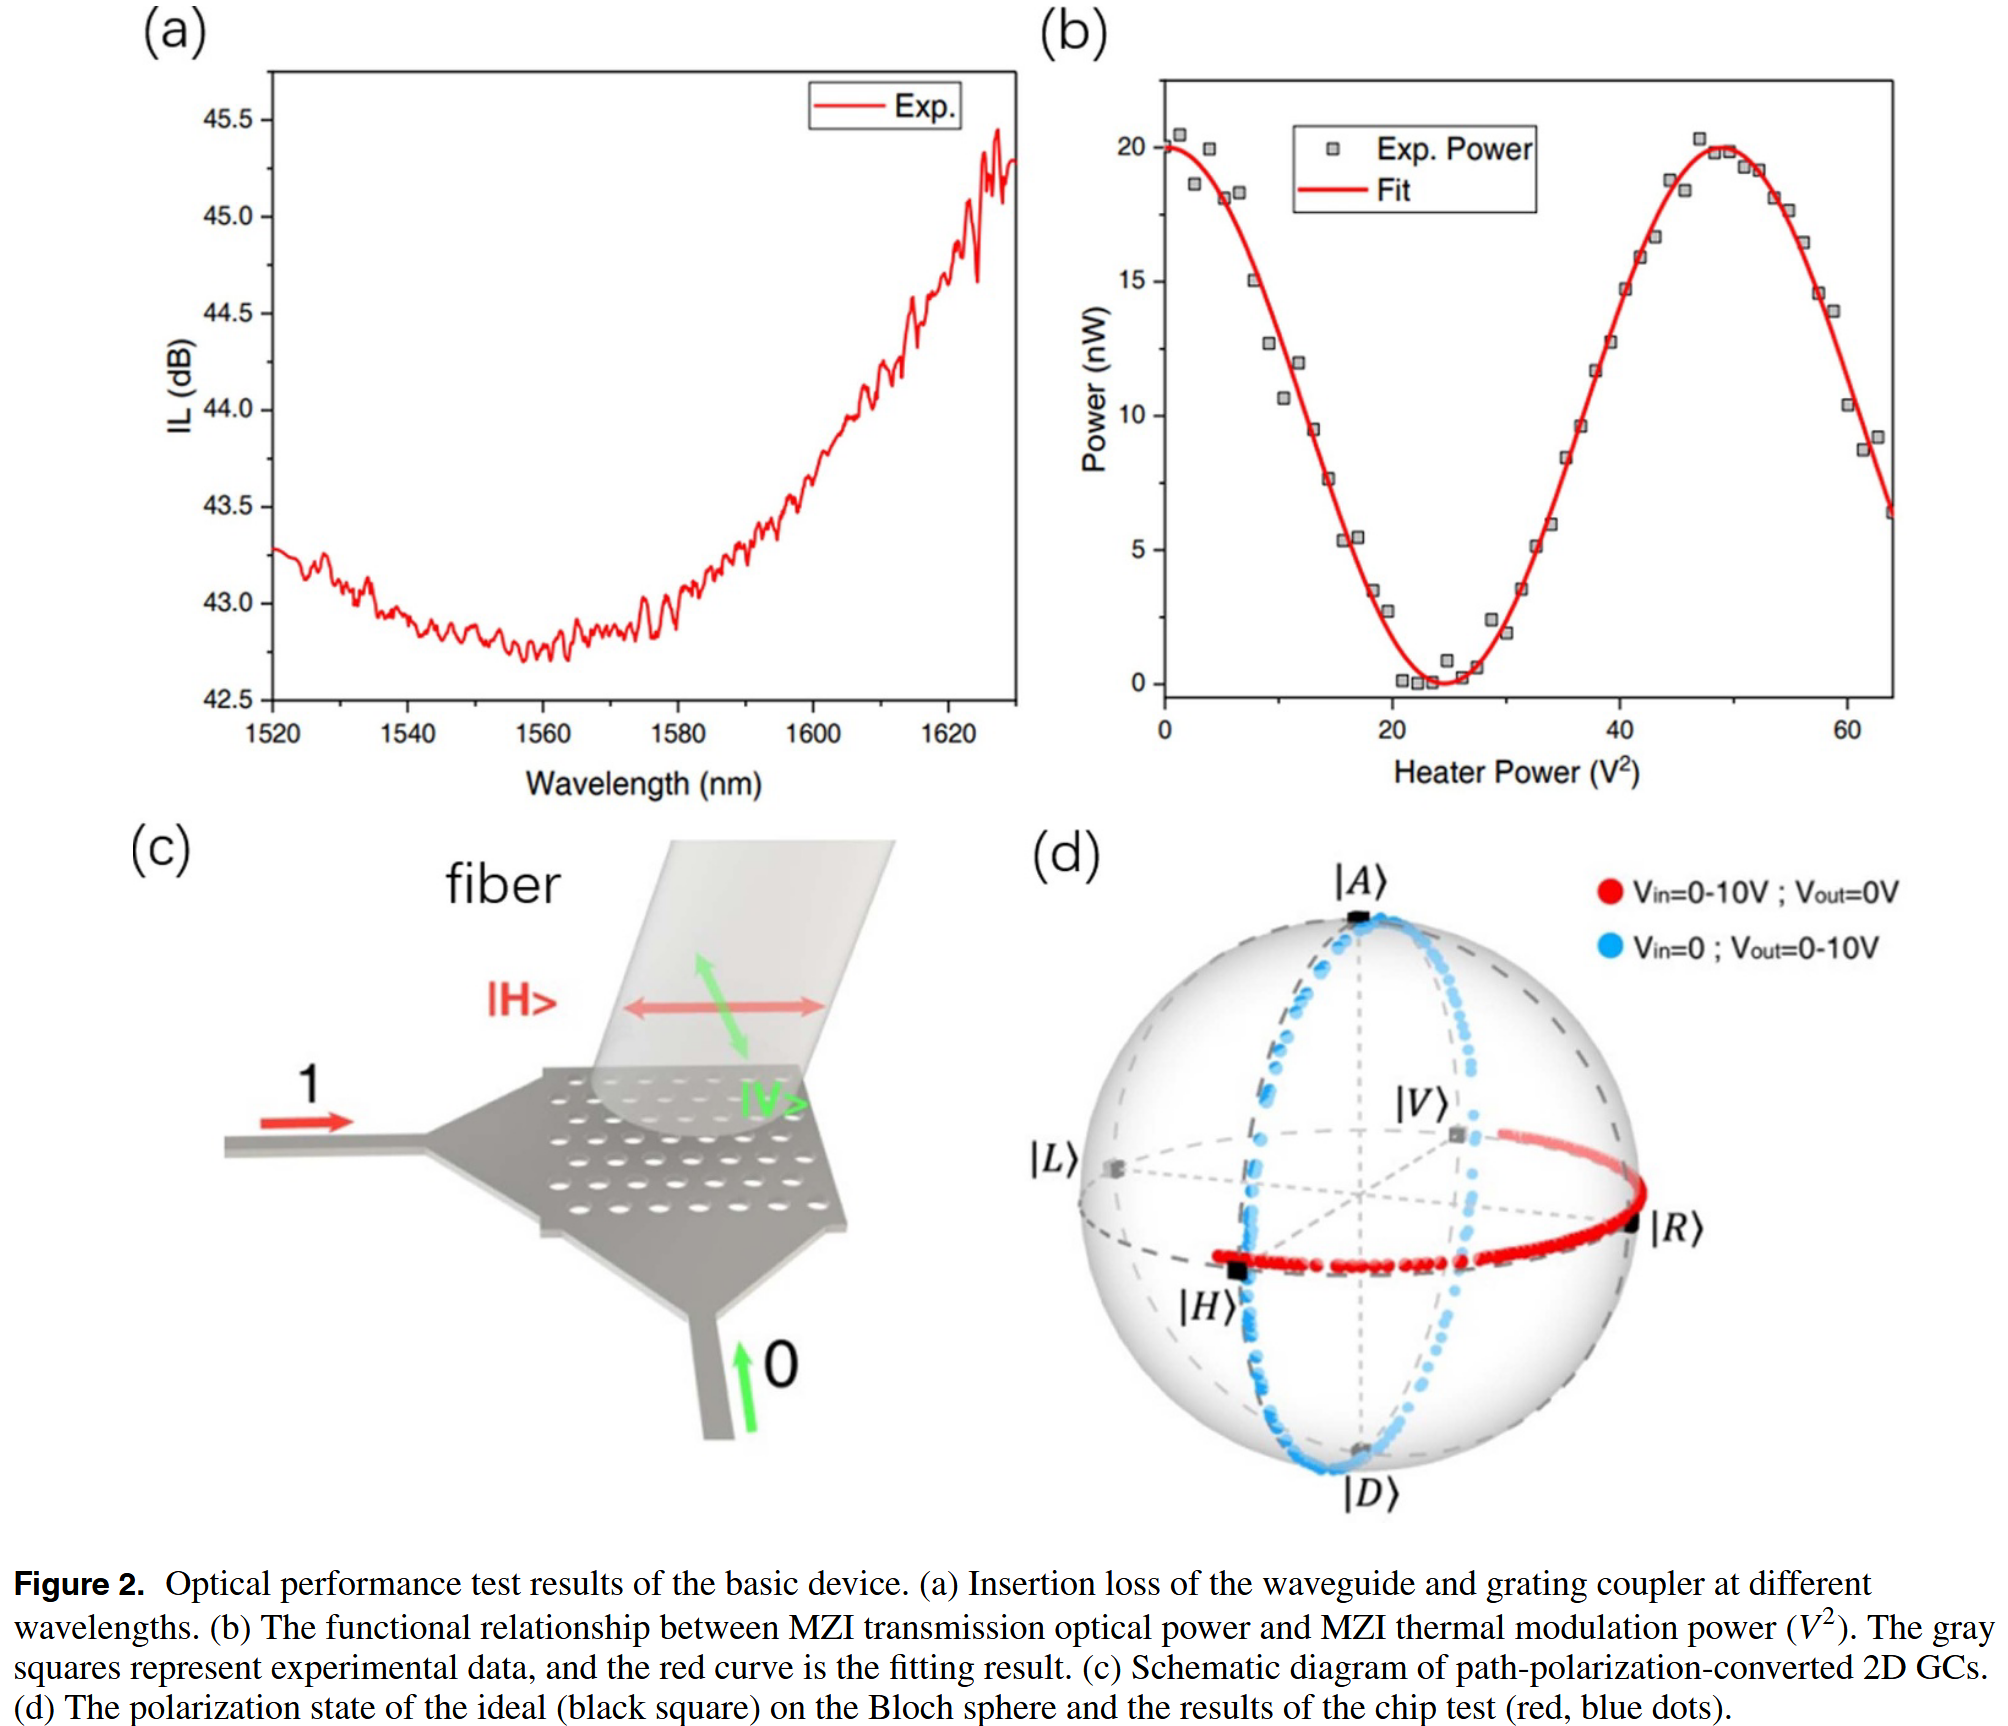 (a)
Exp.
45.5
45.0
44.5
44.0
43.5
43.0
42.5
IL (dB)
1520 1540 1560 1580 1600 1620
Wavelength (nm)
(b)
Exp. Power
Fit
20
15
10
5
0
Power (nW)
0 20 40 60
Heater Power (V²)
(c)
fiber
|H>
1
|V>
0
(d)
|A⟩
Vin=0-10V ; Vout=0V
Vin=0 ; Vout=0-10V
|V⟩
|L⟩
|R⟩
|H⟩
|D⟩
Figure 2. Optical performance test results of the basic device. (a) Insertion loss of the waveguide and grating coupler at different
wavelengths. (b) The functional relationship between MZI transmission optical power and MZI thermal modulation power (V²). The gray
squares represent experimental data, and the red curve is the fitting result. (c) Schematic diagram of path-polarization-converted 2D GCs.
(d) The polarization state of the ideal (black square) on the Bloch sphere and the results of the chip test (red, blue dots).